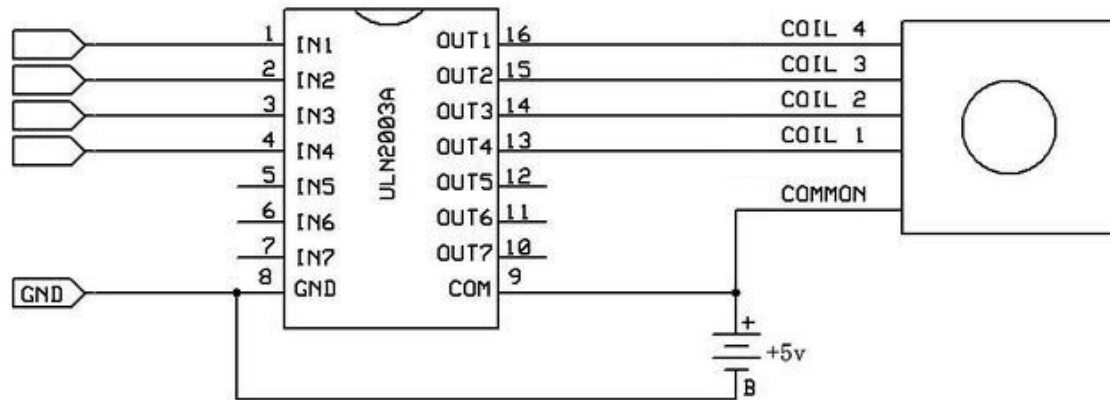 1 IN1 OUT1 16 COIL 4
2 IN2 OUT2 15 COIL 3
3 IN3 OUT3 14 COIL 2
4 IN4 OUT4 13 COIL 1
5 IN5 OUT5 12
6 IN6 OUT6 11
7 IN7 OUT7 10
8 GND COM 9
ULN2003A
COMMON
GND
+
+5v
B